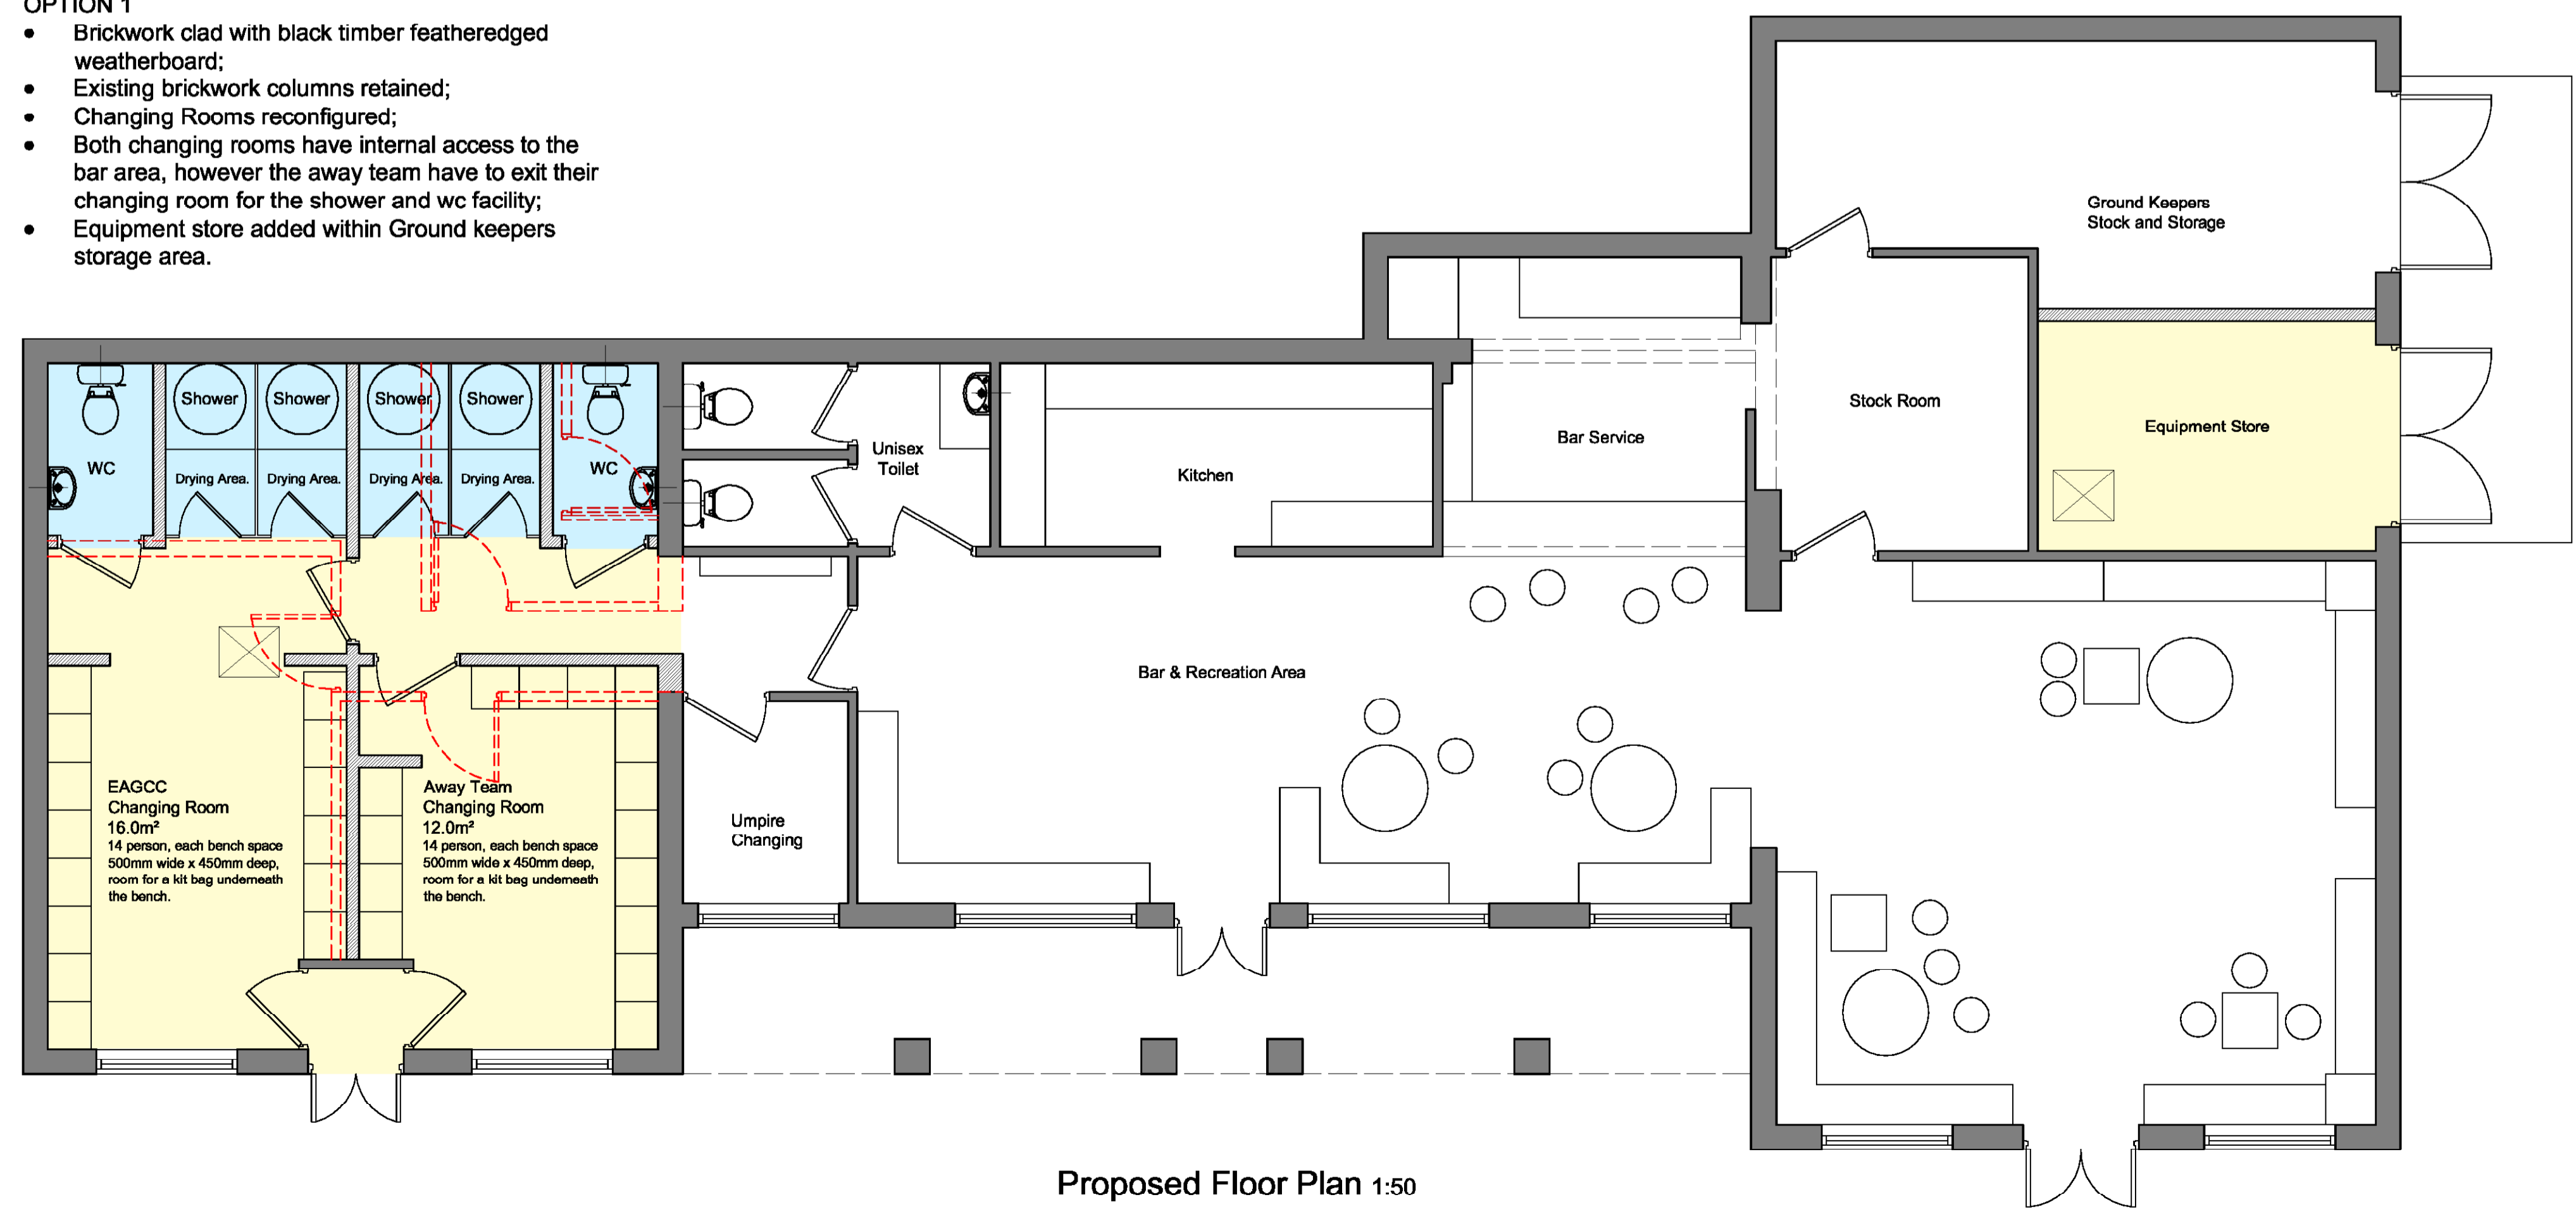 OPTION 1
• Brickwork clad with black timber featheredged
weatherboard;
• Existing brickwork columns retained;
• Changing Rooms reconfigured;
• Both changing rooms have internal access to the
bar area, however the away team have to exit their
changing room for the shower and wc facility;
• Equipment store added within Ground keepers
storage area.
Ground Keepers
Stock and Storage
Shower
Shower
Shower
Shower
WC
Drying Area.
Drying Area.
Drying Area.
Drying Area.
WC
Unisex
Toilet
Kitchen
Bar Service
Stock Room
Equipment Store
Bar & Recreation Area
EAGCC
Changing Room
16.0m²
14 person, each bench space
500mm wide x 450mm deep,
room for a kit bag underneath
the bench.
Away Team
Changing Room
12.0m²
14 person, each bench space
500mm wide x 450mm deep,
room for a kit bag underneath
the bench.
Umpire
Changing
Proposed Floor Plan 1:50